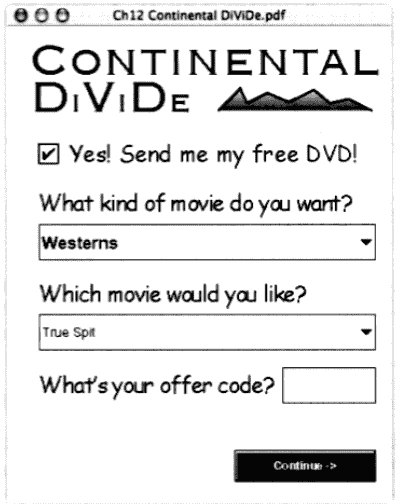 Ch12 Continental DiViDe.pdf
CONTINENTAL
DiViDe
Yes! Send me my free DVD!
What kind of movie do you want?
Westerns
Which movie would you like?
True Spit
What's your offer code?
Continue ->